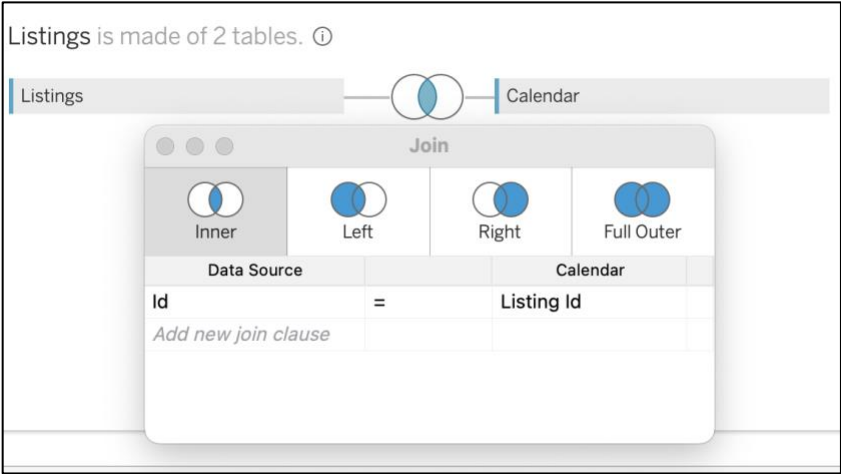 Listings is made of 2 tables. ⓘ
Listings Calendar
Join
Inner Left Right Full Outer
Data Source Calendar
Id = Listing Id
Add new join clause